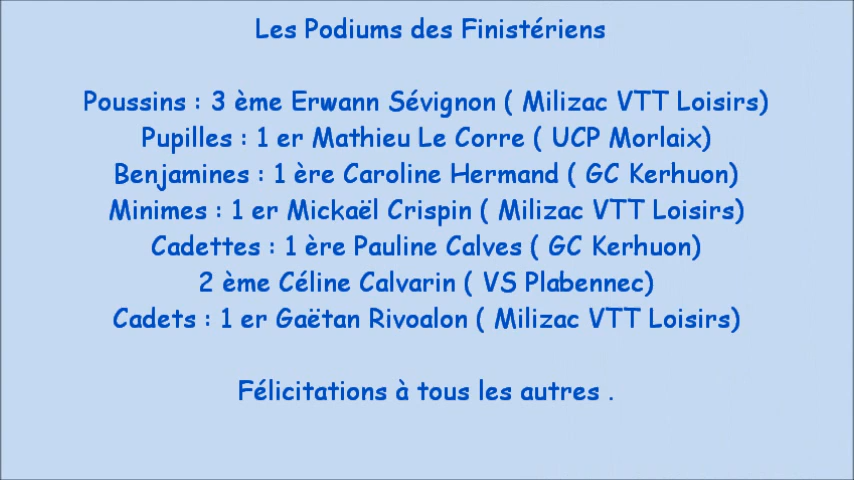 Les Podiums des Finistériens
Poussins : 3 ème Erwann Sévignon ( Milizac VTT Loisirs)
Pupilles : 1 er Mathieu Le Corre ( UCP Morlaix)
Benjamines : 1 ère Caroline Hermand ( GC Kerhuon)
Minimes : 1 er Mickaël Crispin ( Milizac VTT Loisirs)
Cadettes : 1 ère Pauline Calves ( GC Kerhuon)
2 ème Céline Calvarin ( VS Plabennec)
Cadets : 1 er Gaëtan Rivoalon ( Milizac VTT Loisirs)
Félicitations à tous les autres .